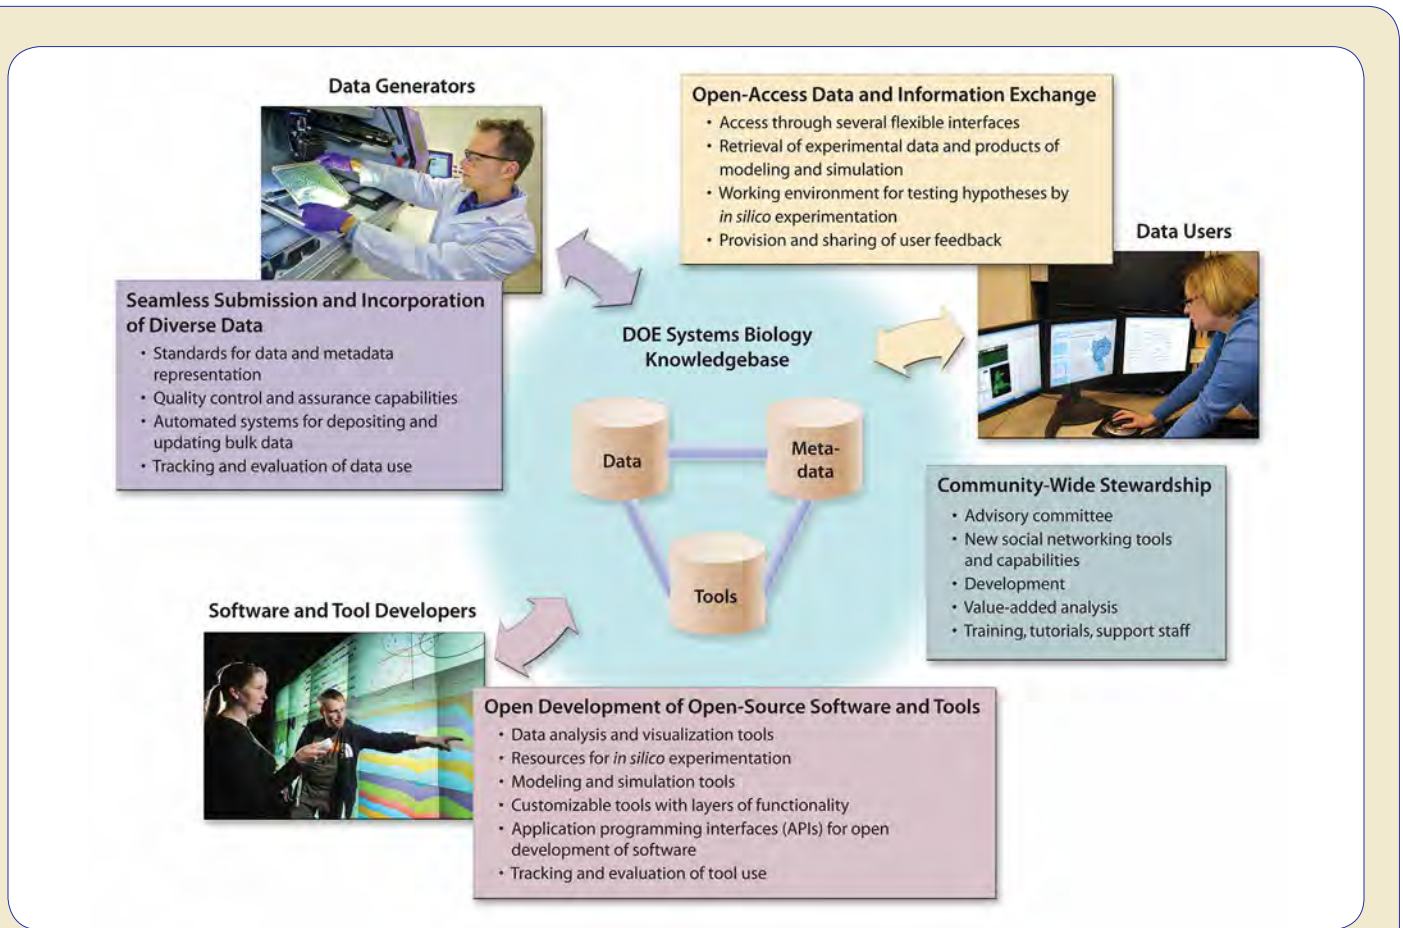 Data Generators
Open-Access Data and Information Exchange
• Access through several flexible interfaces
• Retrieval of experimental data and products of
modeling and simulation
• Working environment for testing hypotheses by
in silico experimentation
• Provision and sharing of user feedback
Data Users
Seamless Submission and Incorporation
of Diverse Data
• Standards for data and metadata
representation
• Quality control and assurance capabilities
• Automated systems for depositing and
updating bulk data
• Tracking and evaluation of data use
DOE Systems Biology
Knowledgebase
Data
Meta-
data
Tools
Community-Wide Stewardship
• Advisory committee
• New social networking tools
and capabilities
• Development
• Value-added analysis
• Training, tutorials, support staff
Software and Tool Developers
Open Development of Open-Source Software and Tools
• Data analysis and visualization tools
• Resources for in silico experimentation
• Modeling and simulation tools
• Customizable tools with layers of functionality
• Application programming interfaces (APIs) for open
development of software
• Tracking and evaluation of tool use